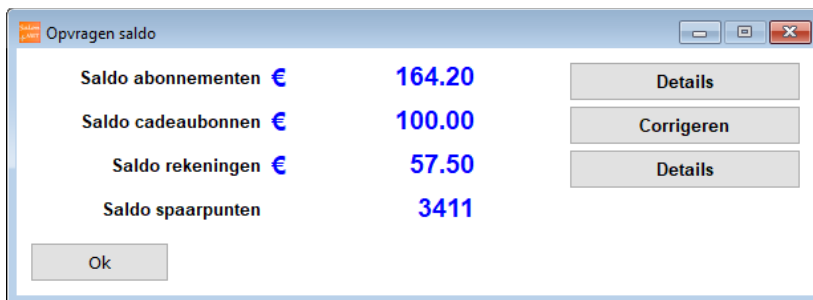 Opvragen saldo
Saldo abonnementen € 164.20 Details
Saldo cadeaubonnen € 100.00 Corrigeren
Saldo rekeningen € 57.50 Details
Saldo spaarpunten 3411
Ok